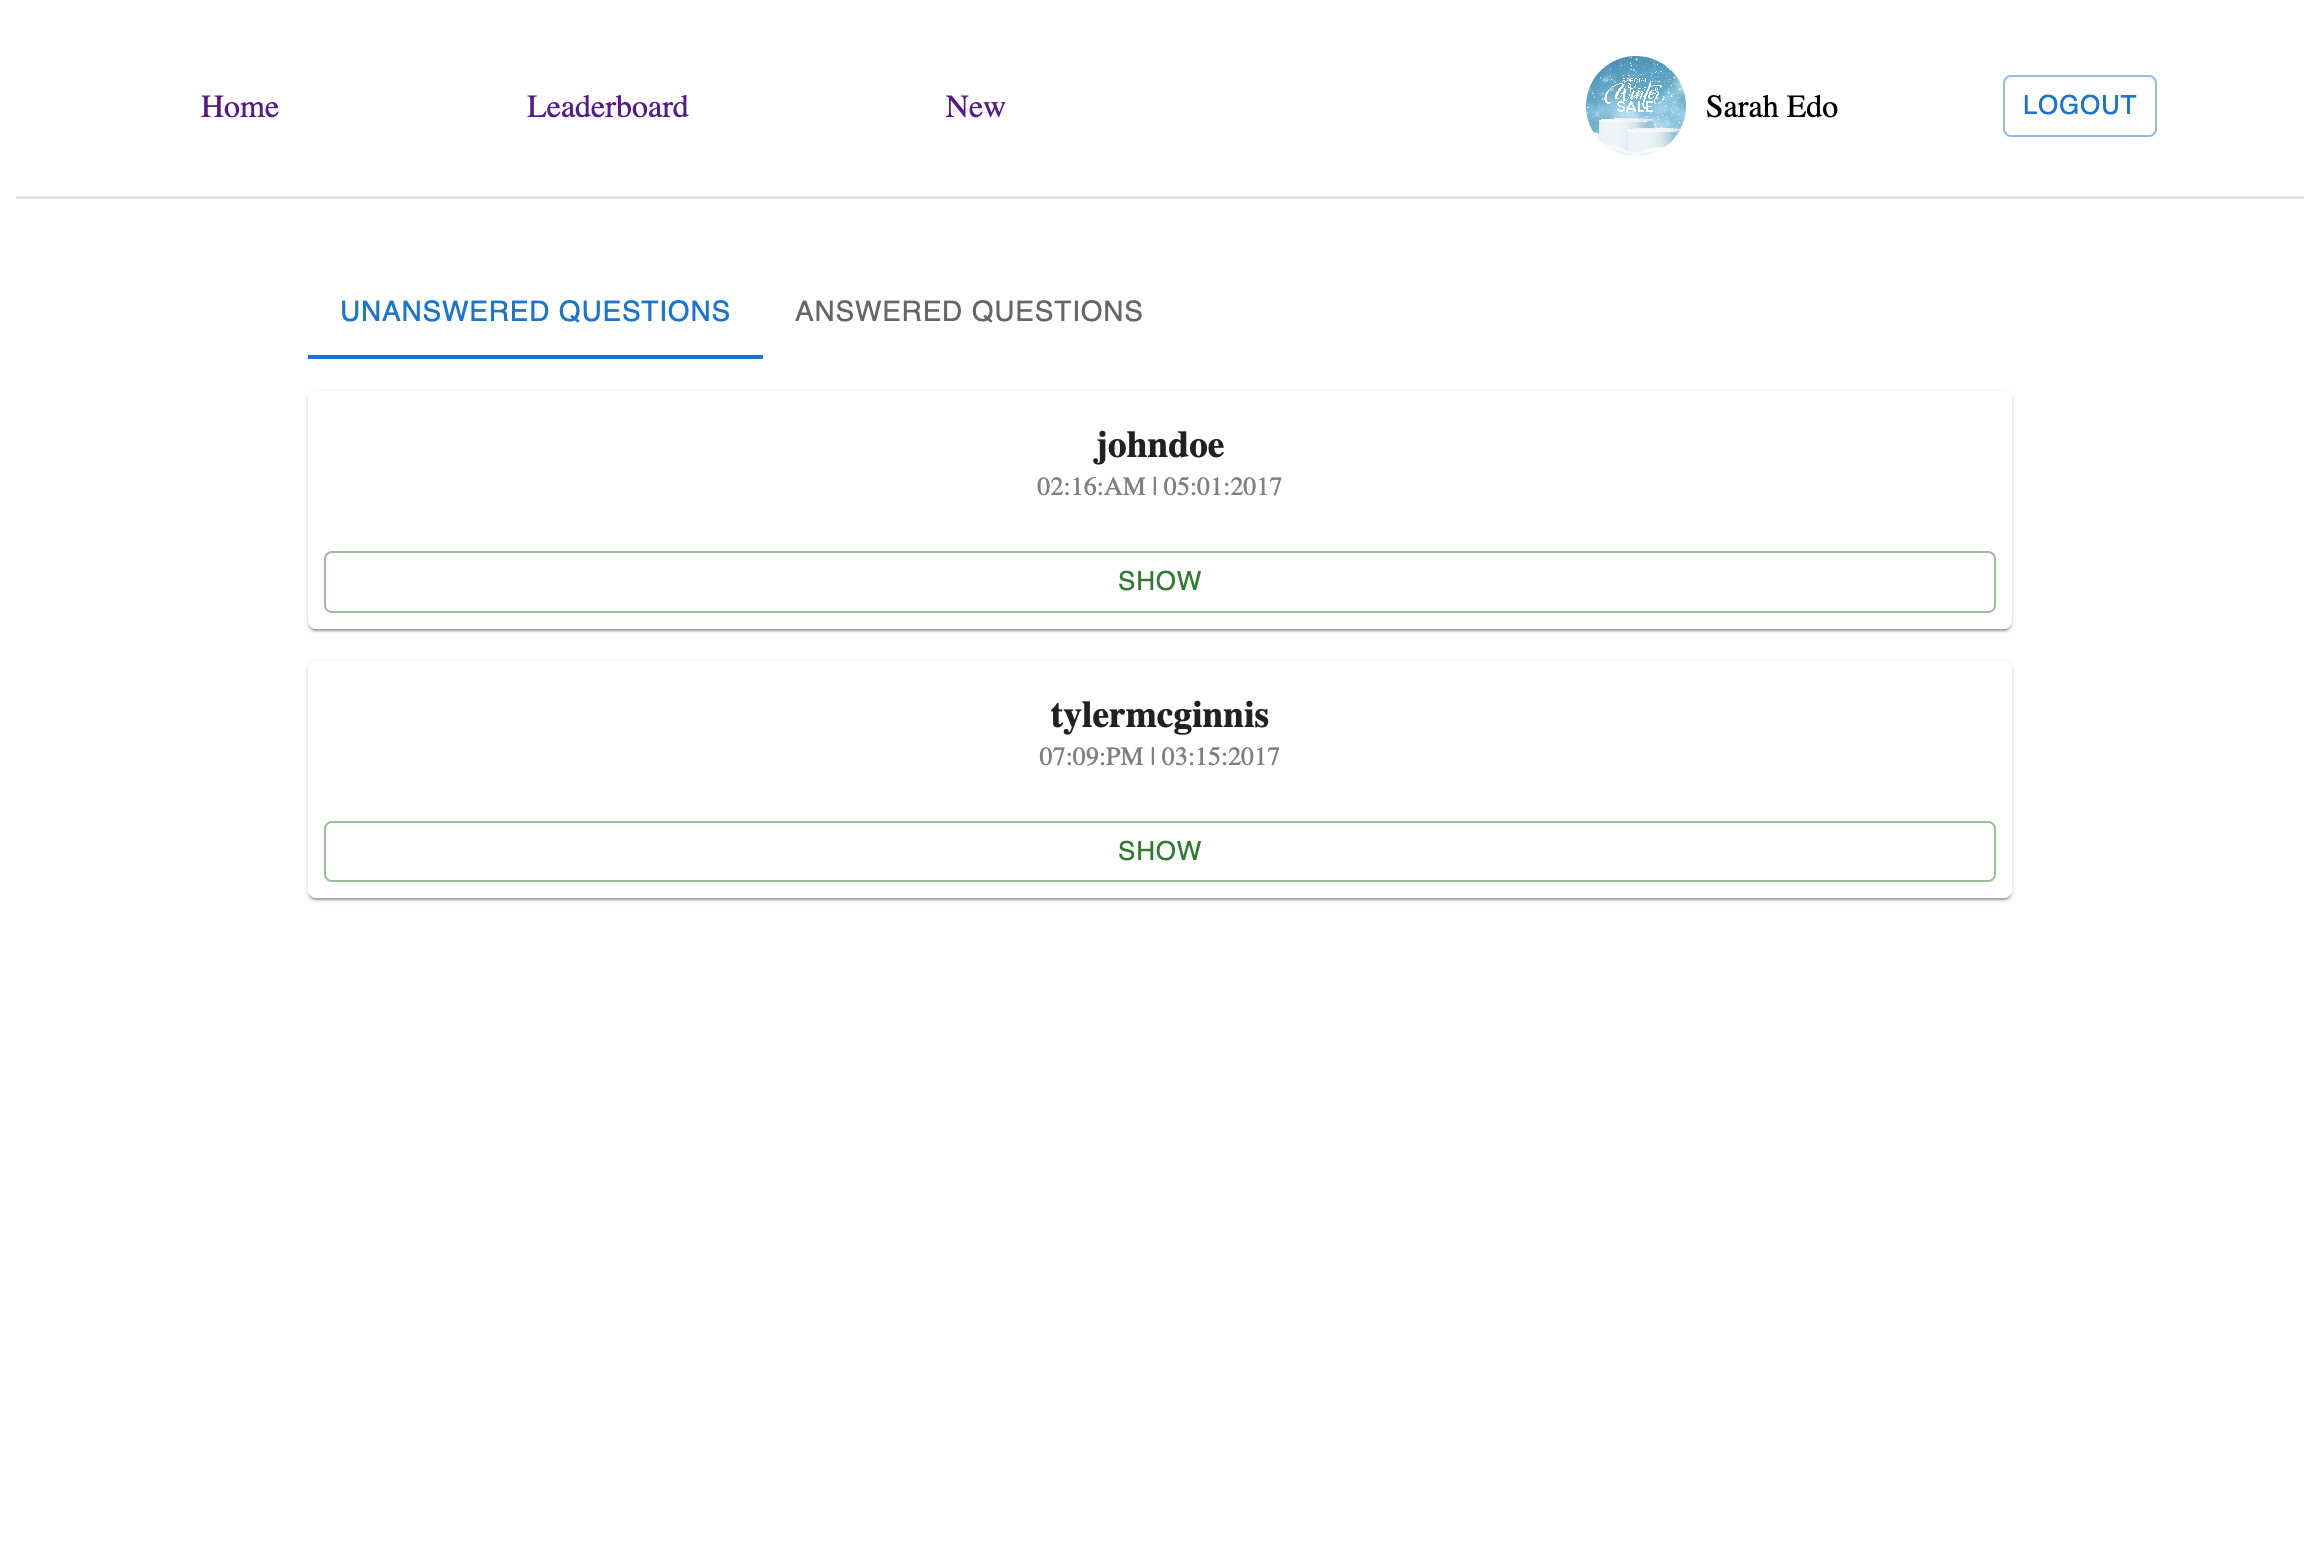 Home Leaderboard New Sarah Edo LOGOUT
SPECIAL
Winter
SALE
UNANSWERED QUESTIONS ANSWERED QUESTIONS
johndoe
02:16:AM | 05:01:2017
SHOW
tylermcginnis
07:09:PM | 03:15:2017
SHOW